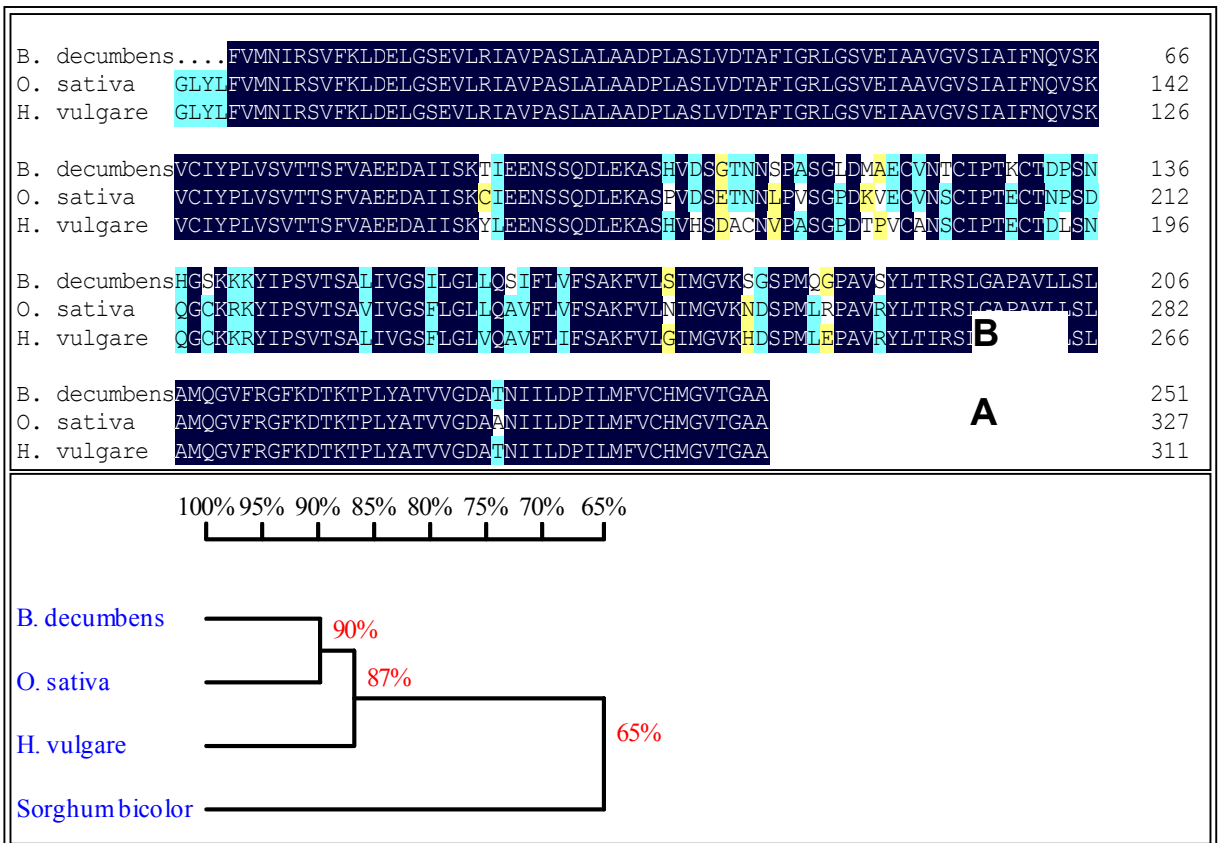 B. decumbens....FVMNIRSVFKLDELGSEVLRIAVPASLALAADPLASLVDTAFIGRLGSVEIAAVGVSIAIFNQVSK 66
O. sativa GLYLFVMNIRSVFKLDELGSEVLRIAVPASLALAADPLASLVDTAFIGRLGSVEIAAVGVSIAIFNQVSK 142
H. vulgare GLYLFVMNIRSVFKLDELGSEVLRIAVPASLALAADPLASLVDTAFIGRLGSVEIAAVGVSIAIFNQVSK 126
B. decumbensVCIYPLVSVTTSFVAEEDAIISKTIEENSSQDLEKASHVDSGTNNSPASGLDMAECVNTCIPTKCTDPSN 136
O. sativa VCIYPLVSVTTSFVAEEDAIISKCIEENSSQDLEKASPVDSETNNLPVSGPDKVECVNSCIPTECTNPSD 212
H. vulgare VCIYPLVSVTTSFVAEEDAIISKYLEENSSQDLEKASHVHSDACNVPASGPDTPVCANSCIPTECTDLSN 196
B. decumbensHGSKKKYIPSVTSALIVGSILGLLQSIFLVFSAKFVLSIMGVKSGSPMQGPAVSYLTIRSLGAPAVLLSL 206
O. sativa QGCKRKYIPSVTSAVIVGSFLGLLQAVFLVFSAKFVLNIMGVKNDSPMLRPAVRYLTIRSLGAPAVLLSL 282
H. vulgare QGCKKRYIPSVTSALIVGSFLGLVQAVFLIFSAKFVLGIMGVKHDSPMLEPAVRYLTIRS B LSL 266
B. decumbensAMQGVFRGFKDTKTPLYATVVGDATNIILDPILMFVCHMGVTGAA 251
O. sativa AMQGVFRGFKDTKTPLYATVVGDAANIILDPILMFVCHMGVTGAA A 327
H. vulgare AMQGVFRGFKDTKTPLYATVVGDATNIILDPILMFVCHMGVTGAA 311
100% 95% 90% 85% 80% 75% 70% 65%
B. decumbens
90%
O. sativa
87%
H. vulgare
65%
Sorghum bicolor